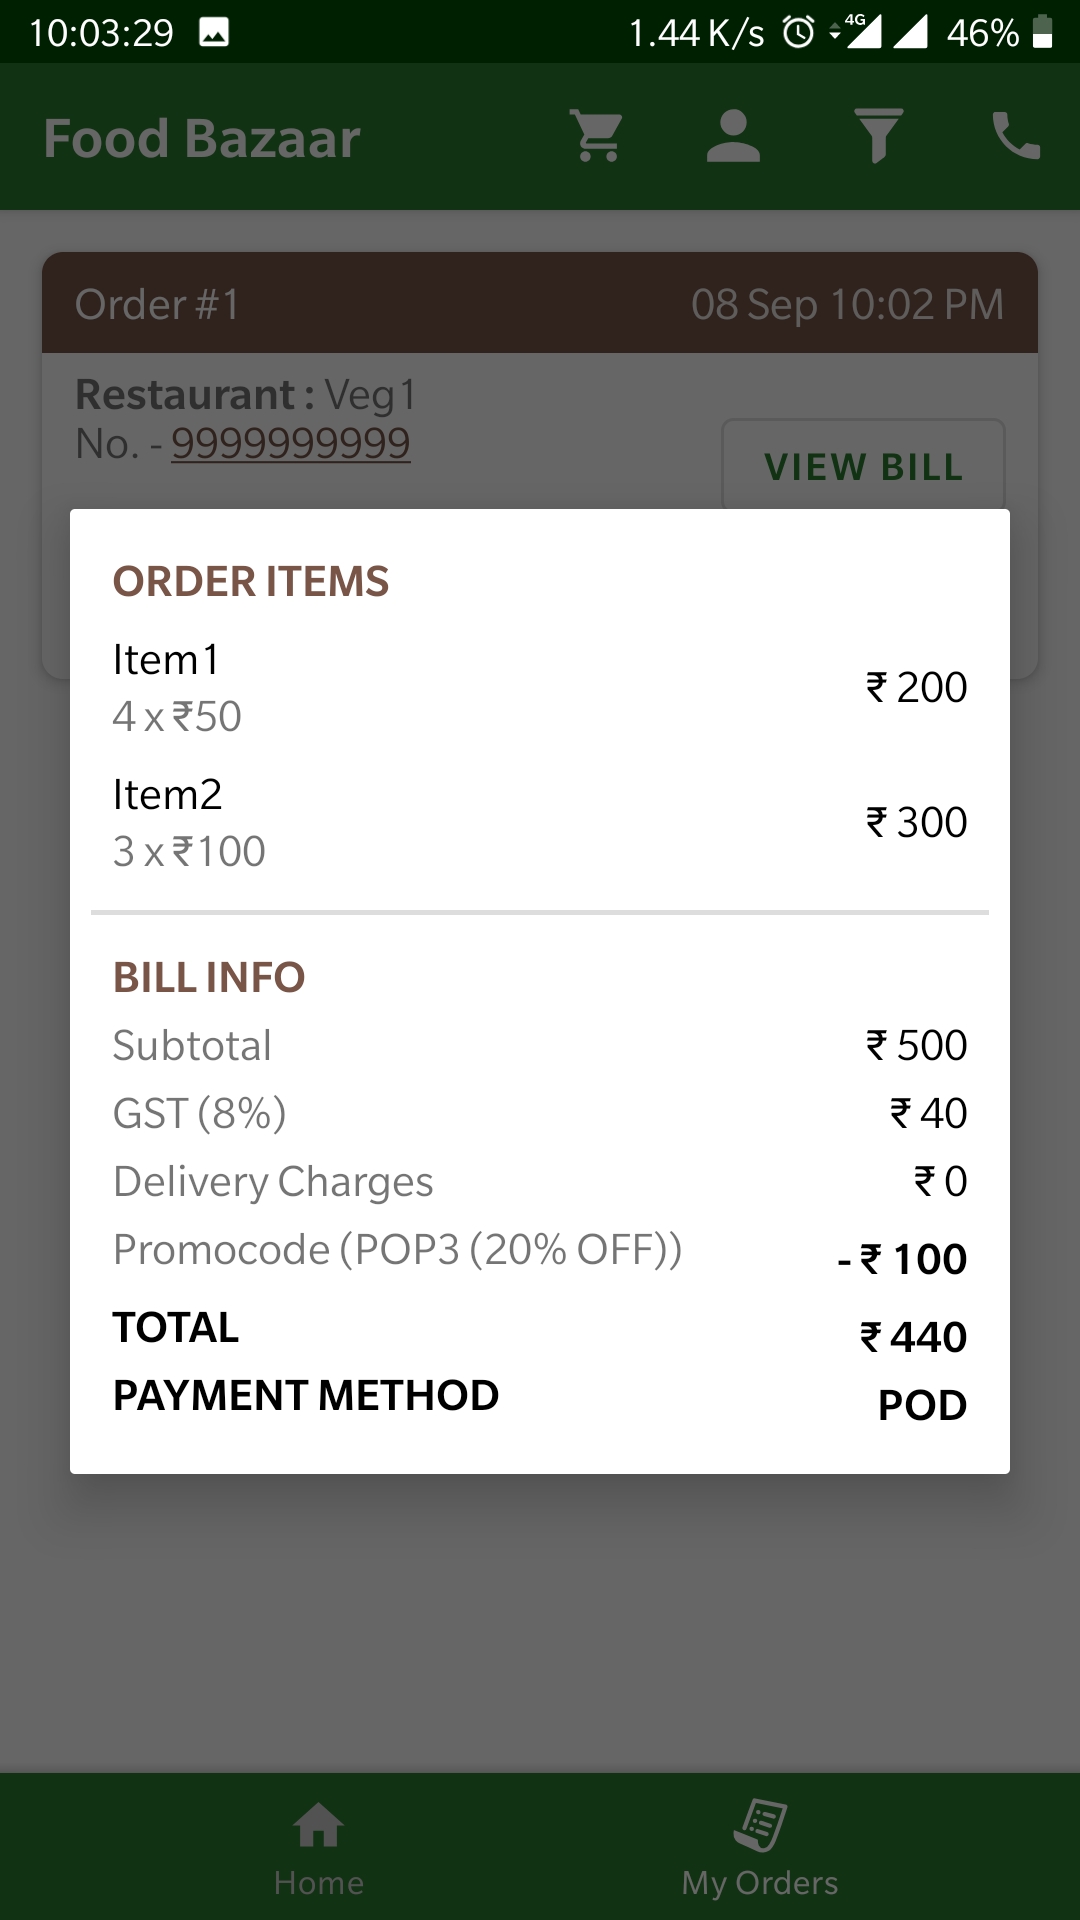 10:03:29 1.44 K/s 4G 46%
Food Bazaar
Order #1 08 Sep 10:02 PM
Restaurant : Veg1
No. - 9999999999
VIEW BILL
ORDER ITEMS
Item1
4 x ₹50 ₹ 200
Item2
3 x ₹100 ₹ 300
BILL INFO
Subtotal ₹ 500
GST (8%) ₹ 40
Delivery Charges ₹ 0
Promocode (POP3 (20% OFF)) - ₹ 100
TOTAL ₹ 440
PAYMENT METHOD POD
Home My Orders